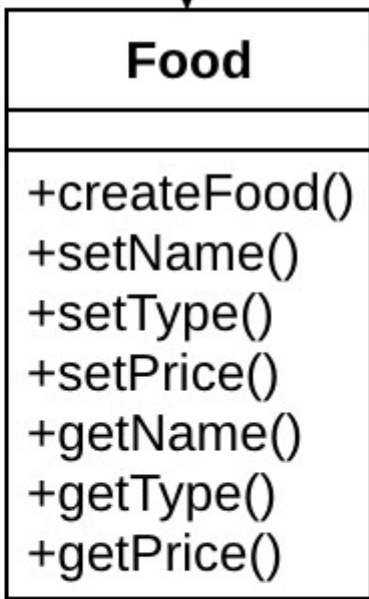 Food
+createFood()
+setName()
+setType()
+setPrice()
+getName()
+getType()
+getPrice()